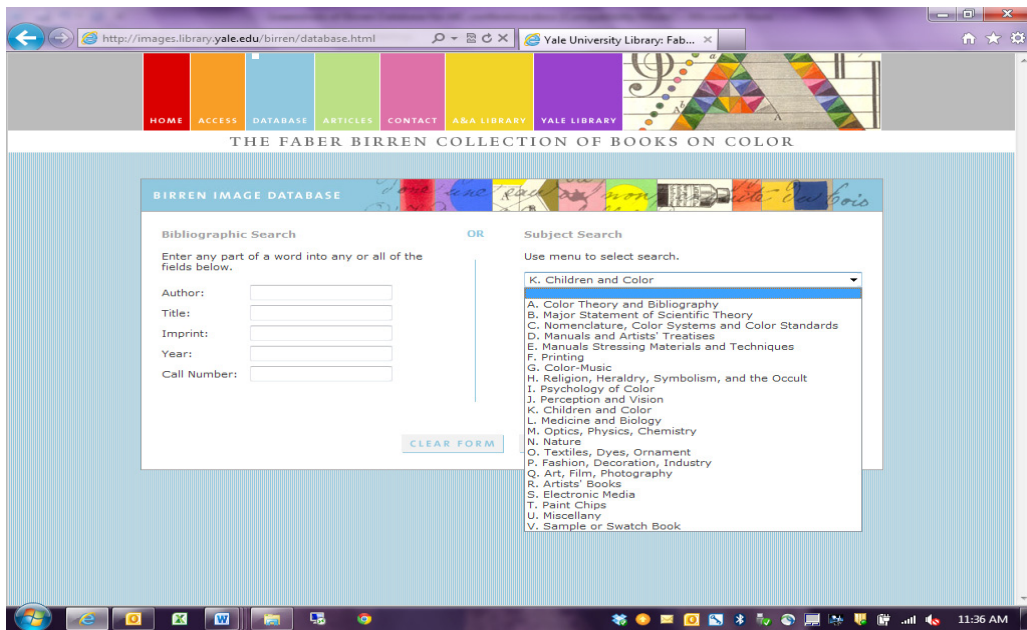 http://images.library.yale.edu/birren/database.html
Yale University Library: Fab...
HOME
ACCESS
DATABASE
ARTICLES
CONTACT
A&A LIBRARY
YALE LIBRARY
THE FABER BIRREN COLLECTION OF BOOKS ON COLOR
BIRREN IMAGE DATABASE
Bibliographic Search
OR
Subject Search
Enter any part of a word into any or all of the
fields below.
Author:
Title:
Imprint:
Year:
Call Number:
CLEAR FORM
Use menu to select search.
K. Children and Color
A. Color Theory and Bibliography
B. Major Statement of Scientific Theory
C. Nomenclature, Color Systems and Color Standards
D. Manuals and Artists' Treatises
E. Manuals Stressing Materials and Techniques
F. Printing
G. Color-Music
H. Religion, Heraldry, Symbolism, and the Occult
I. Psychology of Color
J. Perception and Vision
K. Children and Color
L. Medicine and Biology
M. Optics, Physics, Chemistry
N. Nature
O. Textiles, Dyes, Ornament
P. Fashion, Decoration, Industry
Q. Art, Film, Photography
R. Artists' Books
S. Electronic Media
T. Paint Chips
U. Miscellany
V. Sample or Swatch Book
11:36 AM